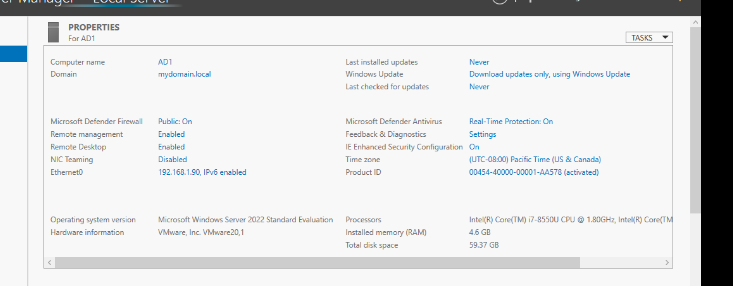 PROPERTIES
For AD1
TASKS
Computer name AD1 Last installed updates Never
Domain mydomain.local Windows Update Download updates only, using Windows Update
Last checked for updates Never
Microsoft Defender Firewall Public: On Microsoft Defender Antivirus Real-Time Protection: On
Remote management Enabled Feedback & Diagnostics Settings
Remote Desktop Enabled IE Enhanced Security Configuration On
NIC Teaming Disabled Time zone (UTC-08:00) Pacific Time (US & Canada)
Ethernet0 192.168.1.90, IPv6 enabled Product ID 00454-40000-00001-AA578 (activated)
Operating system version Microsoft Windows Server 2022 Standard Evaluation Processors Intel(R) Core(TM) i7-8550U CPU @ 1.80GHz, Intel(R) Core(TM
Hardware information VMware, Inc. VMware20,1 Installed memory (RAM) 4.6 GB
Total disk space 59.37 GB